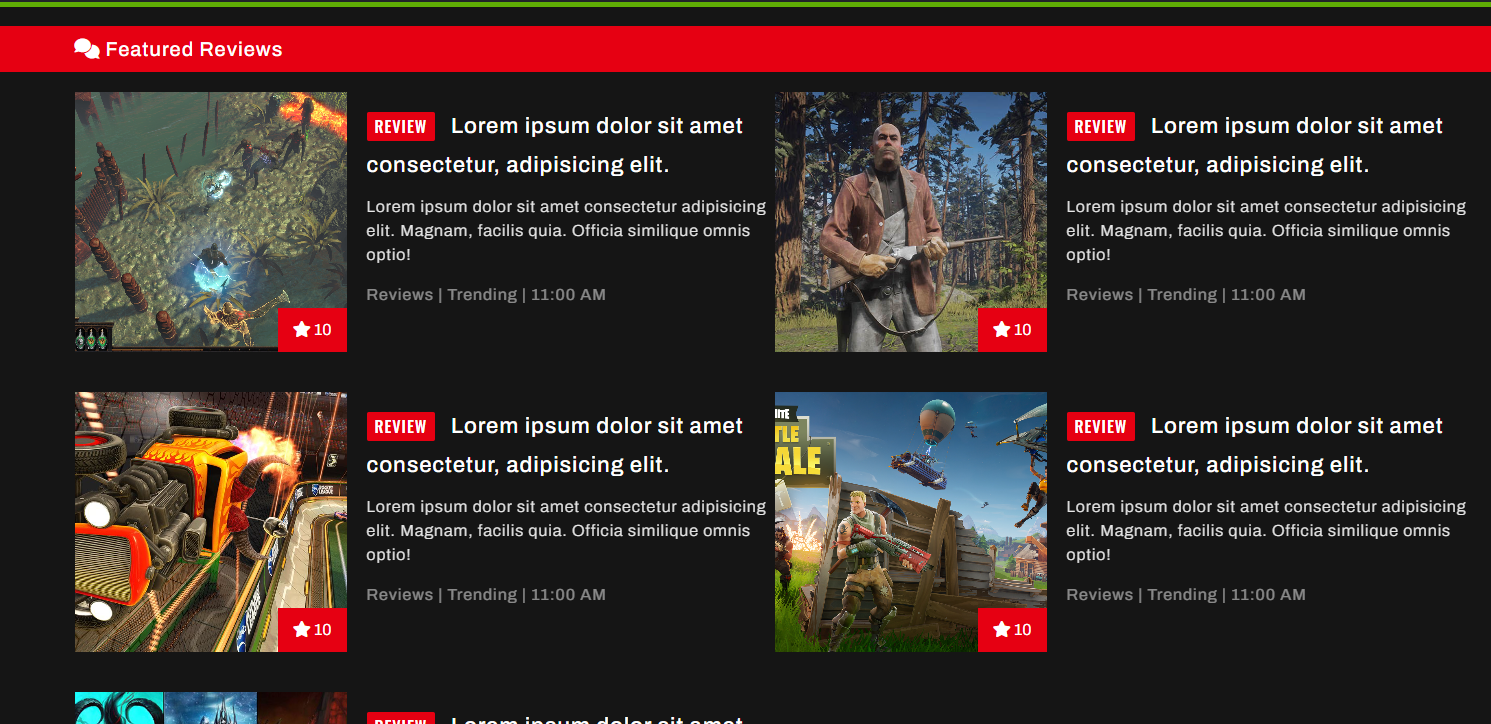 Featured Reviews
REVIEW Lorem ipsum dolor sit amet
consectetur, adipisicing elit.
Lorem ipsum dolor sit amet consectetur adipisicing
elit. Magnam, facilis quia. Officia similique omnis
optio!
Reviews | Trending | 11:00 AM
10
REVIEW Lorem ipsum dolor sit amet
consectetur, adipisicing elit.
Lorem ipsum dolor sit amet consectetur adipisicing
elit. Magnam, facilis quia. Officia similique omnis
optio!
Reviews | Trending | 11:00 AM
10
REVIEW Lorem ipsum dolor sit amet
consectetur, adipisicing elit.
Lorem ipsum dolor sit amet consectetur adipisicing
elit. Magnam, facilis quia. Officia similique omnis
optio!
Reviews | Trending | 11:00 AM
10
TLE
ALE
REVIEW Lorem ipsum dolor sit amet
consectetur, adipisicing elit.
Lorem ipsum dolor sit amet consectetur adipisicing
elit. Magnam, facilis quia. Officia similique omnis
optio!
Reviews | Trending | 11:00 AM
10
REVIEW Lorem ipsum dolor sit amet